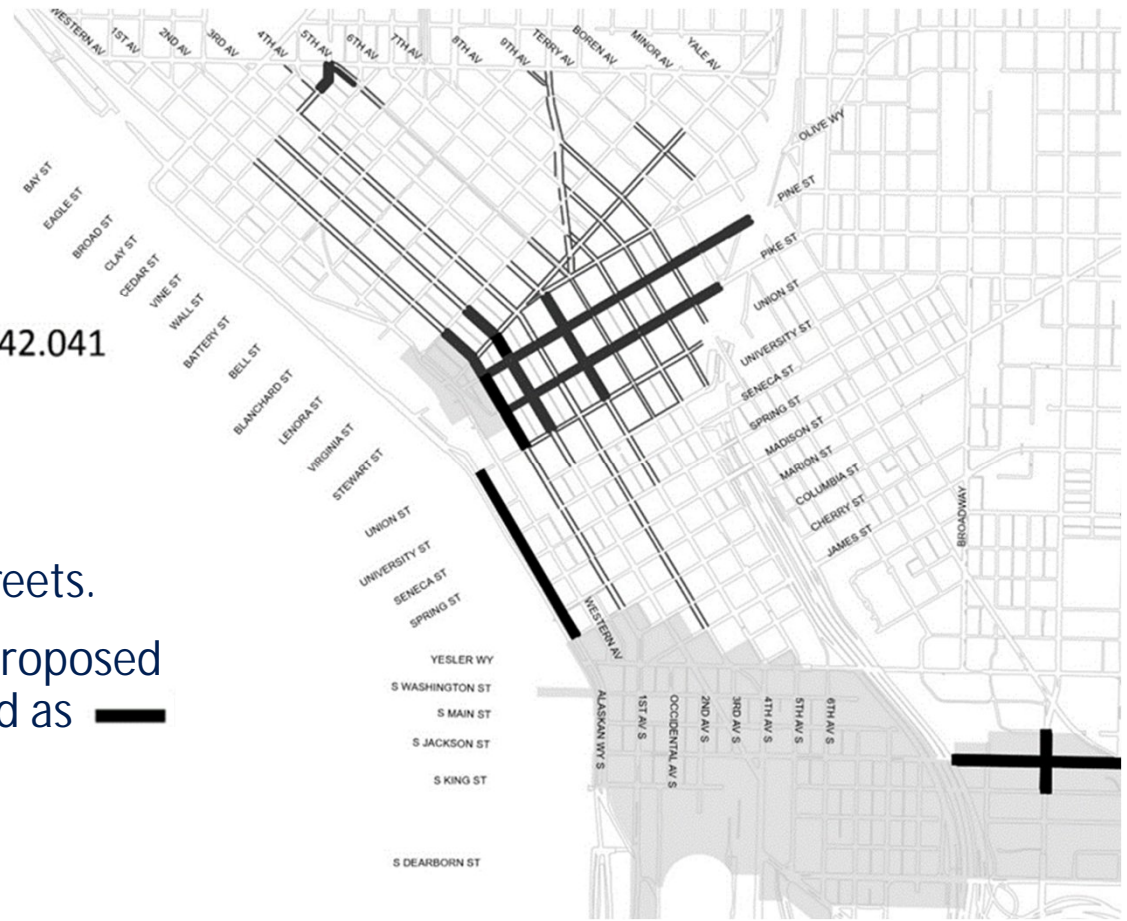 WESTERN AV
1ST AV
2ND AV
3RD AV
4TH AV
5TH AV
6TH AV
7TH AV
8TH AV
9TH AV
TERRY AV
BOREN AV
MINOR AV
YALE AV
OLIVE WY
PINE ST
PIKE ST
UNION ST
UNIVERSITY ST
SENECA ST
SPRING ST
MADISON ST
MARION ST
COLUMBIA ST
CHERRY ST
JAMES ST
BROADWAY
BAY ST
EAGLE ST
BROAD ST
CLAY ST
CEDAR ST
VINE ST
WALL ST
BATTERY ST
BELL ST
BLANCHARD ST
LENORA ST
VIRGINIA ST
STEWART ST
UNION ST
UNIVERSITY ST
SENECA ST
SPRING ST
42.041
reets.
roposed
d as
WESTERN AV
YESLER WY
S WASHINGTON ST
S MAIN ST
S JACKSON ST
S KING ST
S DEARBORN ST
ALASKAN WY S
1ST AV S
OCCIDENTAL AV S
2ND AV S
3RD AV S
4TH AV S
5TH AV S
6TH AV S